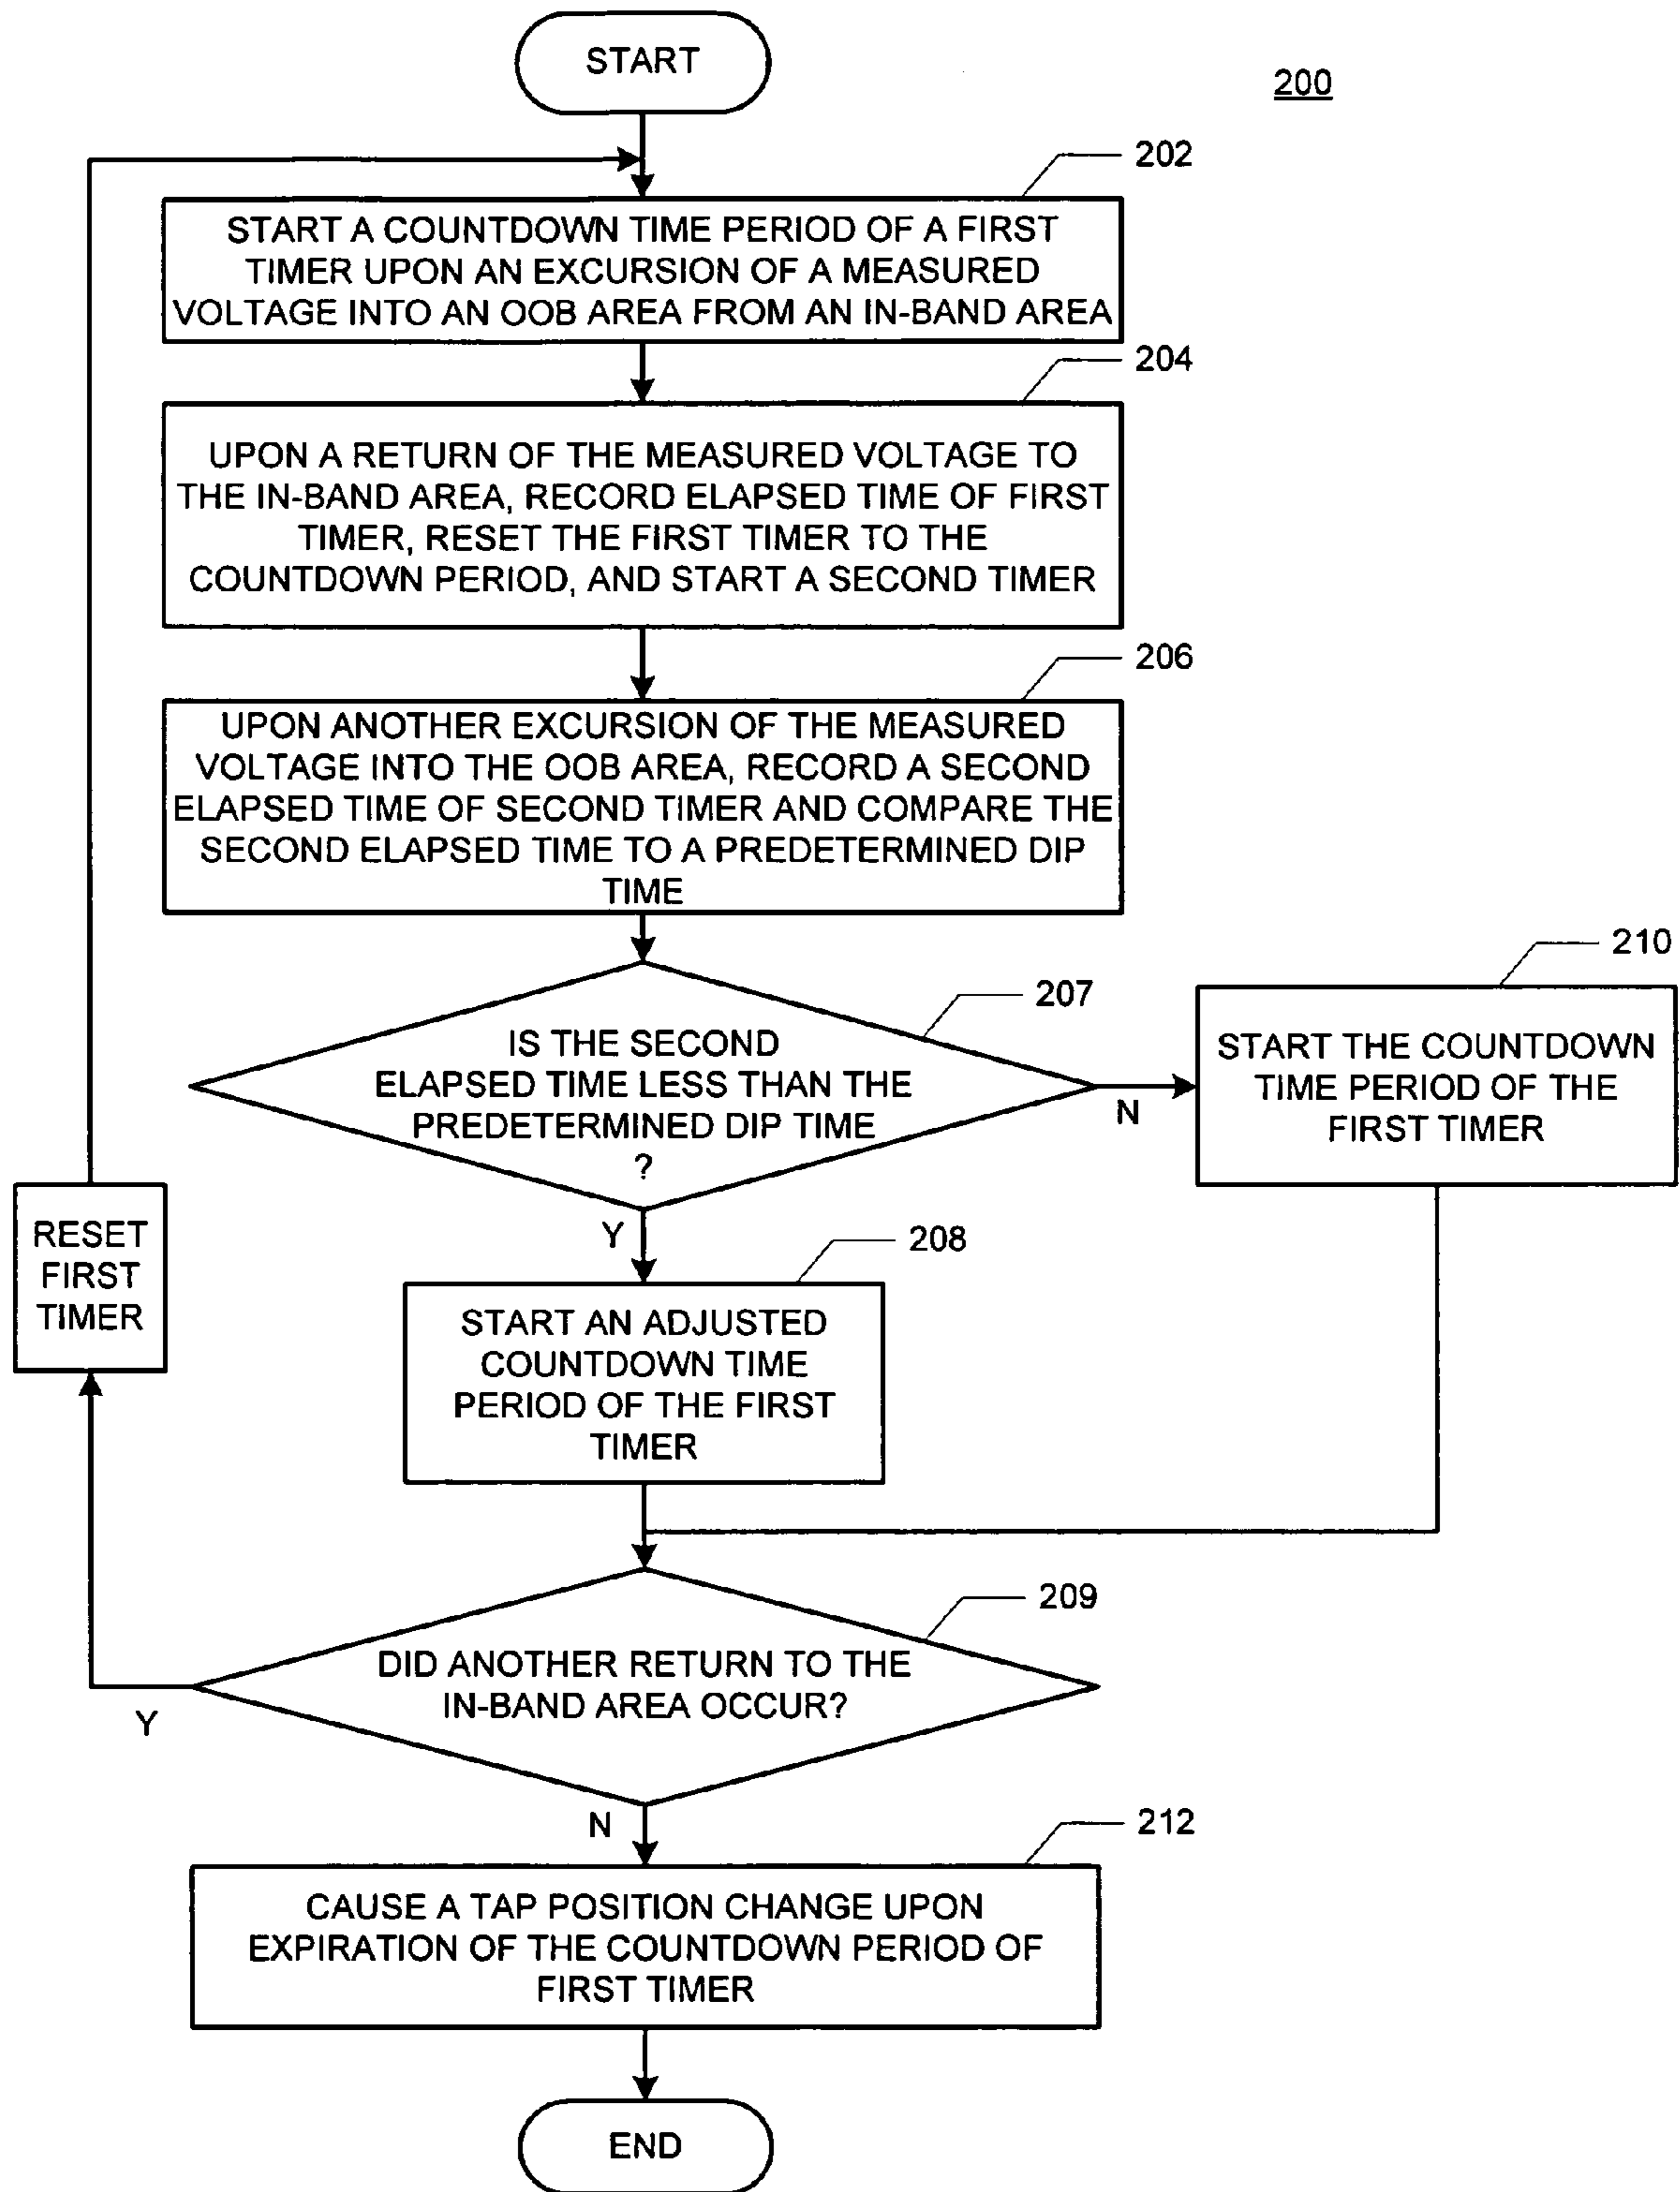 START
200
202
START A COUNTDOWN TIME PERIOD OF A FIRST
TIMER UPON AN EXCURSION OF A MEASURED
VOLTAGE INTO AN OOB AREA FROM AN IN-BAND AREA
204
UPON A RETURN OF THE MEASURED VOLTAGE TO
THE IN-BAND AREA, RECORD ELAPSED TIME OF FIRST
TIMER, RESET THE FIRST TIMER TO THE
COUNTDOWN PERIOD, AND START A SECOND TIMER
206
UPON ANOTHER EXCURSION OF THE MEASURED
VOLTAGE INTO THE OOB AREA, RECORD A SECOND
ELAPSED TIME OF SECOND TIMER AND COMPARE THE
SECOND ELAPSED TIME TO A PREDETERMINED DIP
TIME
207
IS THE SECOND
ELAPSED TIME LESS THAN THE
PREDETERMINED DIP TIME
?
N
210
START THE COUNTDOWN
TIME PERIOD OF THE
FIRST TIMER
Y
208
START AN ADJUSTED
COUNTDOWN TIME
PERIOD OF THE FIRST
TIMER
RESET
FIRST
TIMER
209
DID ANOTHER RETURN TO THE
IN-BAND AREA OCCUR?
Y
N
212
CAUSE A TAP POSITION CHANGE UPON
EXPIRATION OF THE COUNTDOWN PERIOD OF
FIRST TIMER
END